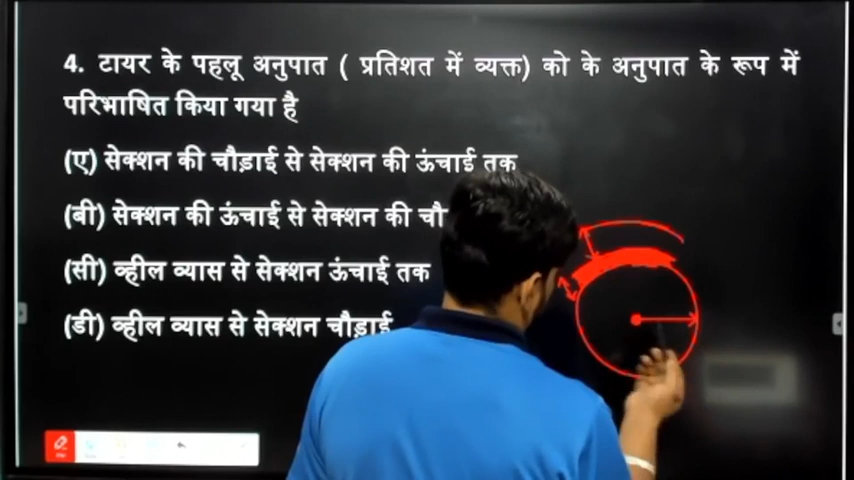 4. टायर के पहलू अनुपात ( प्रतिशत में व्यक्त) को के अनुपात के रूप में
परिभाषित किया गया है
(ए) सेक्शन की चौड़ाई से सेक्शन की ऊंचाई तक
(बी) सेक्शन की ऊंचाई से सेक्शन की
(सी) व्हील व्यास से सेक्शन ऊंचाई तक
(डी) व्हील व्यास से सेक्शन चौड़ाई